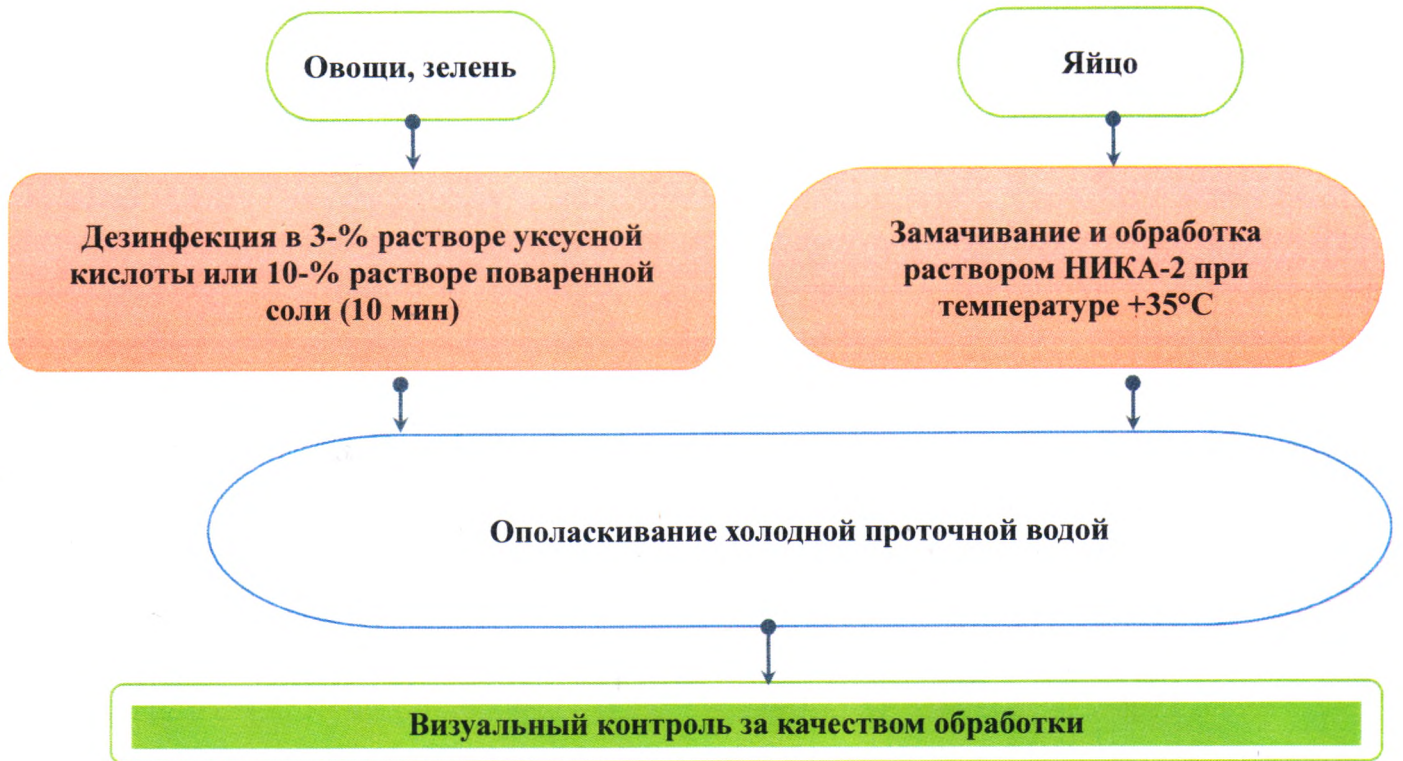 Овощи, зелень
Яйцо
Дезинфекция в 3-% растворе уксусной
кислоты или 10-% растворе поваренной
соли (10 мин)
Замачивание и обработка
раствором НИКА-2 при
температуре +35°С
Ополаскивание холодной проточной водой
Визуальный контроль за качеством обработки